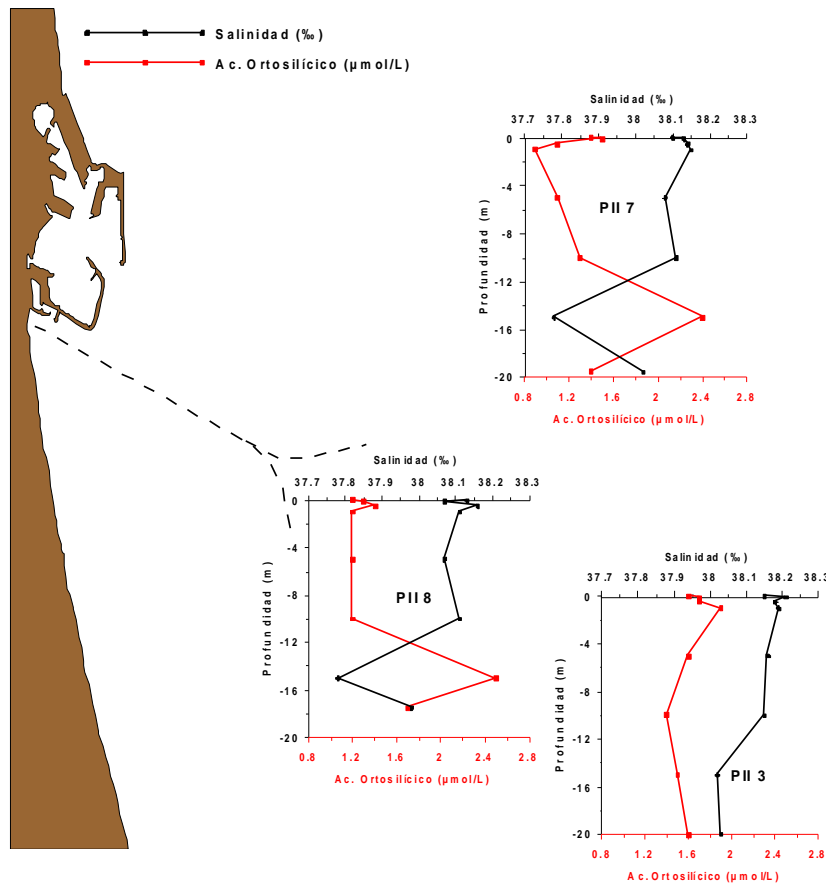 Salinidad (‰)
Ac. Ortosilícico (µmol/L)
Salinidad (‰)
37.7 37.8 37.9 38 38.1 38.2 38.3
0
-4
-8
-12
-16
-20
Profundidad (m)
PII 7
0.8 1.2 1.6 2 2.4 2.8
Ac. Ortosilícico (µmol/L)
Salinidad (‰)
37.7 37.8 37.9 38 38.1 38.2 38.3
0
-4
-8
-12
-16
-20
Profundidad (m)
PII 8
0.8 1.2 1.6 2 2.4 2.8
Ac. Ortosilícico (µmol/L)
Salinidad (‰)
37.7 37.8 37.9 38 38.1 38.2 38.3
0
-4
-8
-12
-16
-20
Profundidad (m)
PII 3
0.8 1.2 1.6 2 2.4 2.8
Ac. Ortosilícico (µmol/L)